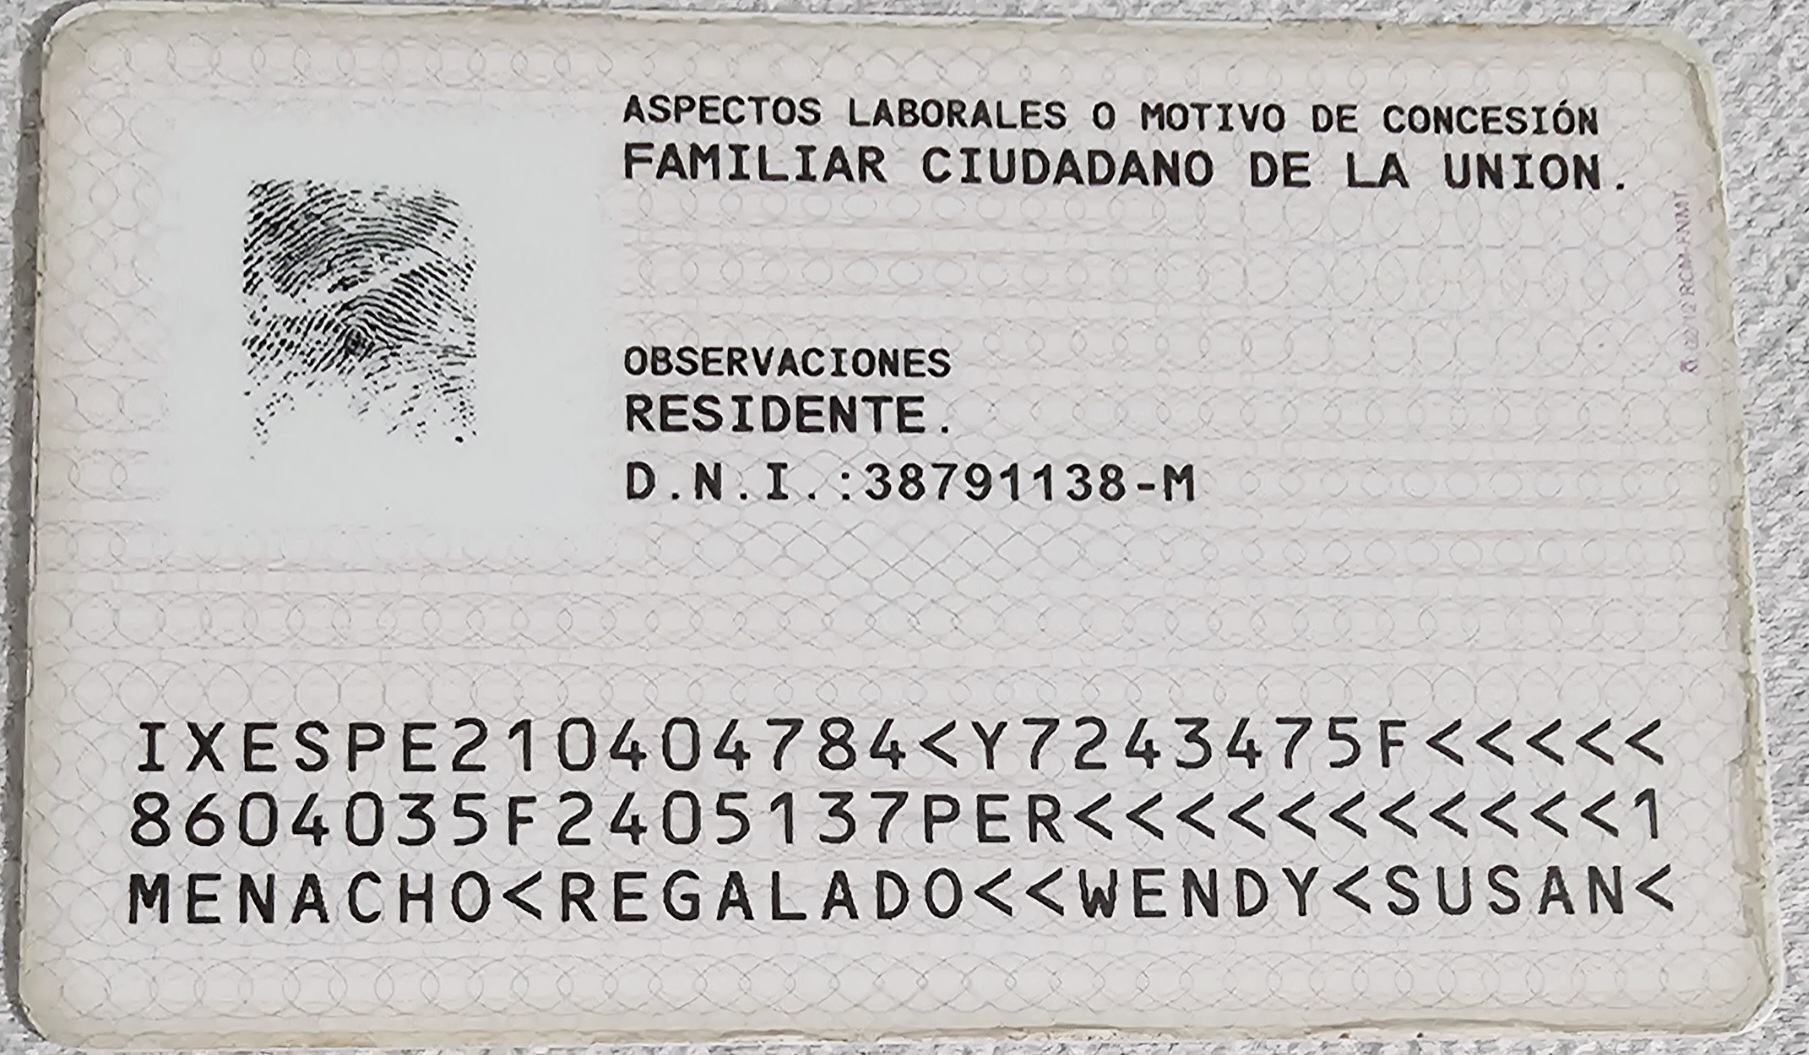 ASPECTOS LABORALES O MOTIVO DE CONCESIÓN
FAMILIAR CIUDADANO DE LA UNION.
OBSERVACIONES
RESIDENTE.
D.N.I.:38791138-M
IXESPE210404784<Y7243475F<<<<<
8604035F2405137PER<<<<<<<<<<<1
MENACHO<REGALADO<<WENDY<SUSAN<